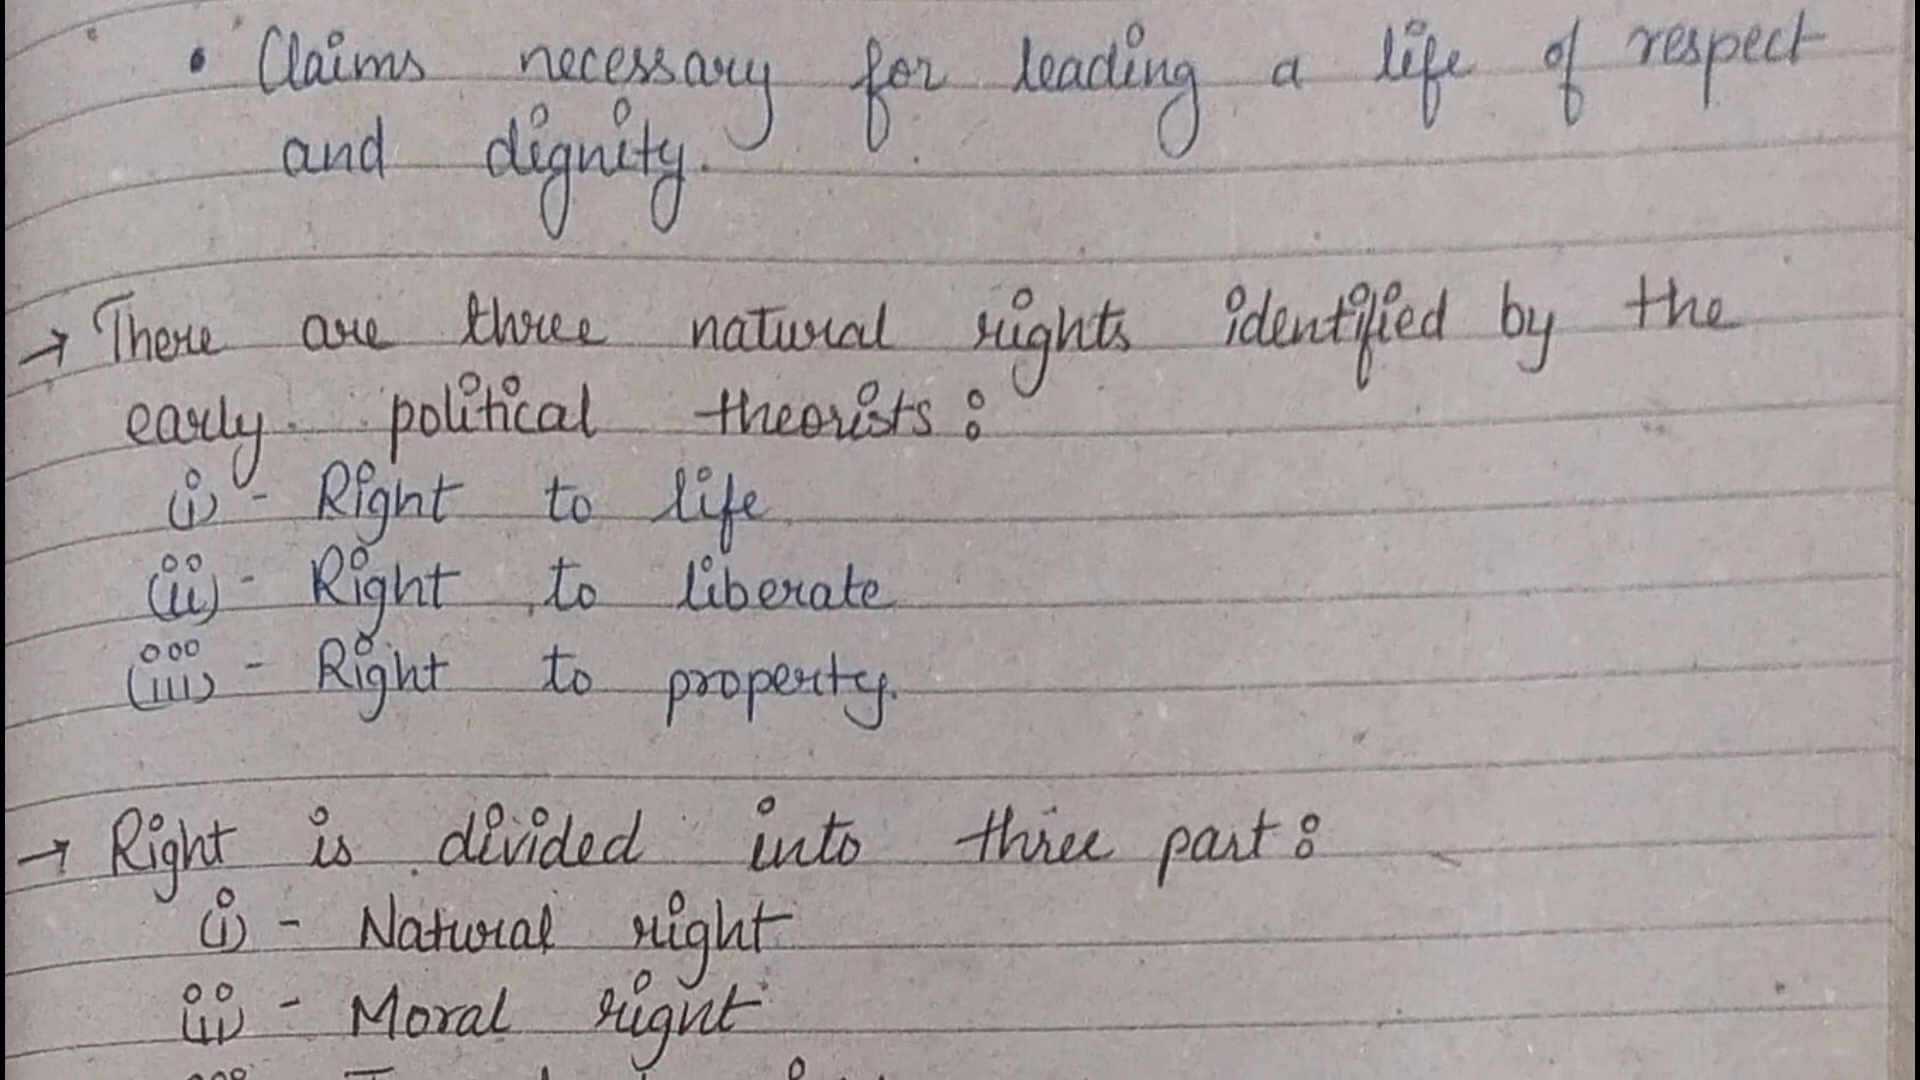 • Claims necessary for leading a life of respect
and dignity.
→ There are three natural rights identified by the
early political theorists :
(i) - Right to life
(ii) - Right to liberate
(iii) - Right to property.
→ Right is divided into three part :
(i) - Natural right
(ii) - Moral right